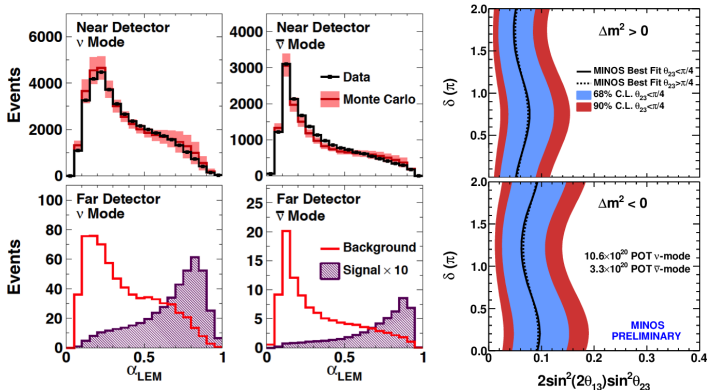 Near Detector
ν Mode
Events
6000
4000
2000
0
Near Detector
ν̅ Mode
Data
Monte Carlo
4000
3000
2000
1000
0
Far Detector
ν Mode
Events
100
80
60
40
20
0
0 0.5 1
α_LEM
Far Detector
ν̅ Mode
Background
Signal × 10
25
20
15
10
5
0
0 0.5 1
α_LEM
2.0
1.5
1.0
0.5
0.0
δ (π)
Δm² > 0
MINOS Best Fit θ₂₃<π/4
MINOS Best Fit θ₂₃>π/4
68% C.L. θ₂₃<π/4
90% C.L. θ₂₃<π/4
2.0
1.5
1.0
0.5
0.0
δ (π)
Δm² < 0
10.6×10²⁰ POT ν-mode
3.3×10²⁰ POT ν̅-mode
MINOS
PRELIMINARY
0 0.1 0.2 0.3 0.4
2sin²(2θ₁₃)sin²θ₂₃